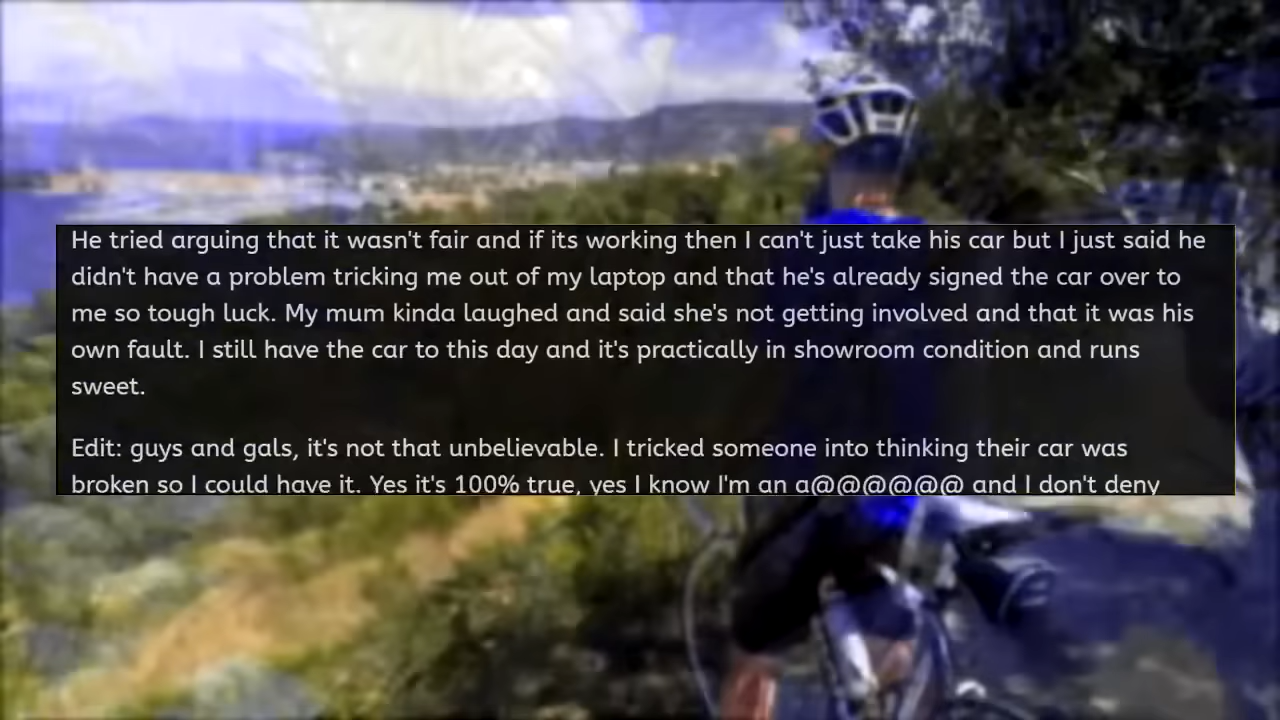 He tried arguing that it wasn't fair and if its working then I can't just take his car but I just said he
didn't have a problem tricking me out of my laptop and that he's already signed the car over to
me so tough luck. My mum kinda laughed and said she's not getting involved and that it was his
own fault. I still have the car to this day and it's practically in showroom condition and runs
sweet.
Edit: guys and gals, it's not that unbelievable. I tricked someone into thinking their car was
broken so I could have it. Yes it's 100% true, yes I know I'm an a@@@@@@ and I don't deny